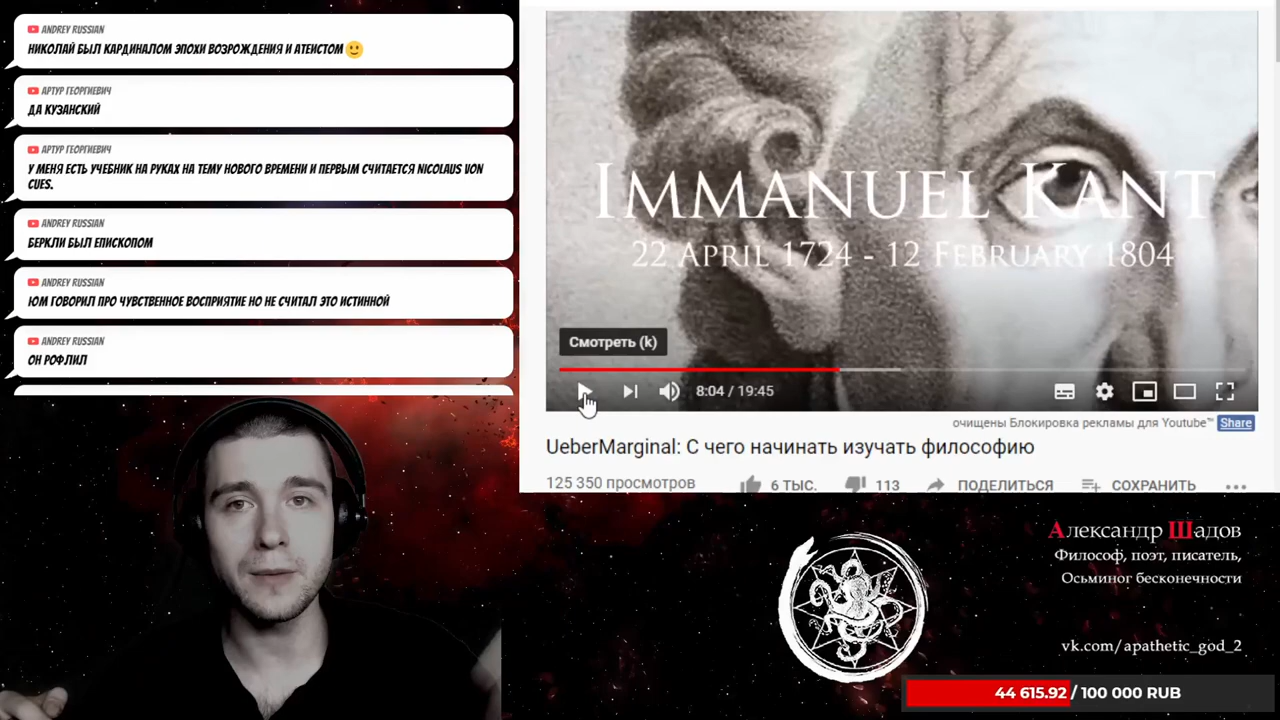 ANDREY RUSSIAN
НИКОЛАЙ БЫЛ КАРДИНАЛОМ ЭПОХИ ВОЗРОЖДЕНИЯ И АТЕИСТОМ 🙂
АРТУР ГЕОРГИЕВИЧ
ДА КУЗАНСКИЙ
АРТУР ГЕОРГИЕВИЧ
У МЕНЯ ЕСТЬ УЧЕБНИК НА РУКАХ НА ТЕМУ НОВОГО ВРЕМЕНИ И ПЕРВЫМ СЧИТАЕТСЯ NICOLAUS VON
CUES.
ANDREY RUSSIAN
БЕРКЛИ БЫЛ ЕПИСКОПОМ
ANDREY RUSSIAN
ЮМ ГОВОРИЛ ПРО ЧУВСТВЕННОЕ ВОСПРИЯТИЕ НО НЕ СЧИТАЛ ЭТО ИСТИННОЙ
ANDREY RUSSIAN
ОН РОФЛИЛ
IMMANUEL KANT
22 APRIL 1724 - 12 FEBRUARY 1804
Смотреть (k)
8:04 / 19:45
очищены Блокировка рекламы для Youtube™ Share
UeberMarginal: С чего начинать изучать философию
125 350 просмотров 6 ТЫС. 113 ПОДЕЛИТЬСЯ СОХРАНИТЬ
Александр Шадов
Философ, поэт, писатель,
Осьминог бесконечности
vk.com/apathetic_god_2
44 615.92 / 100 000 RUB